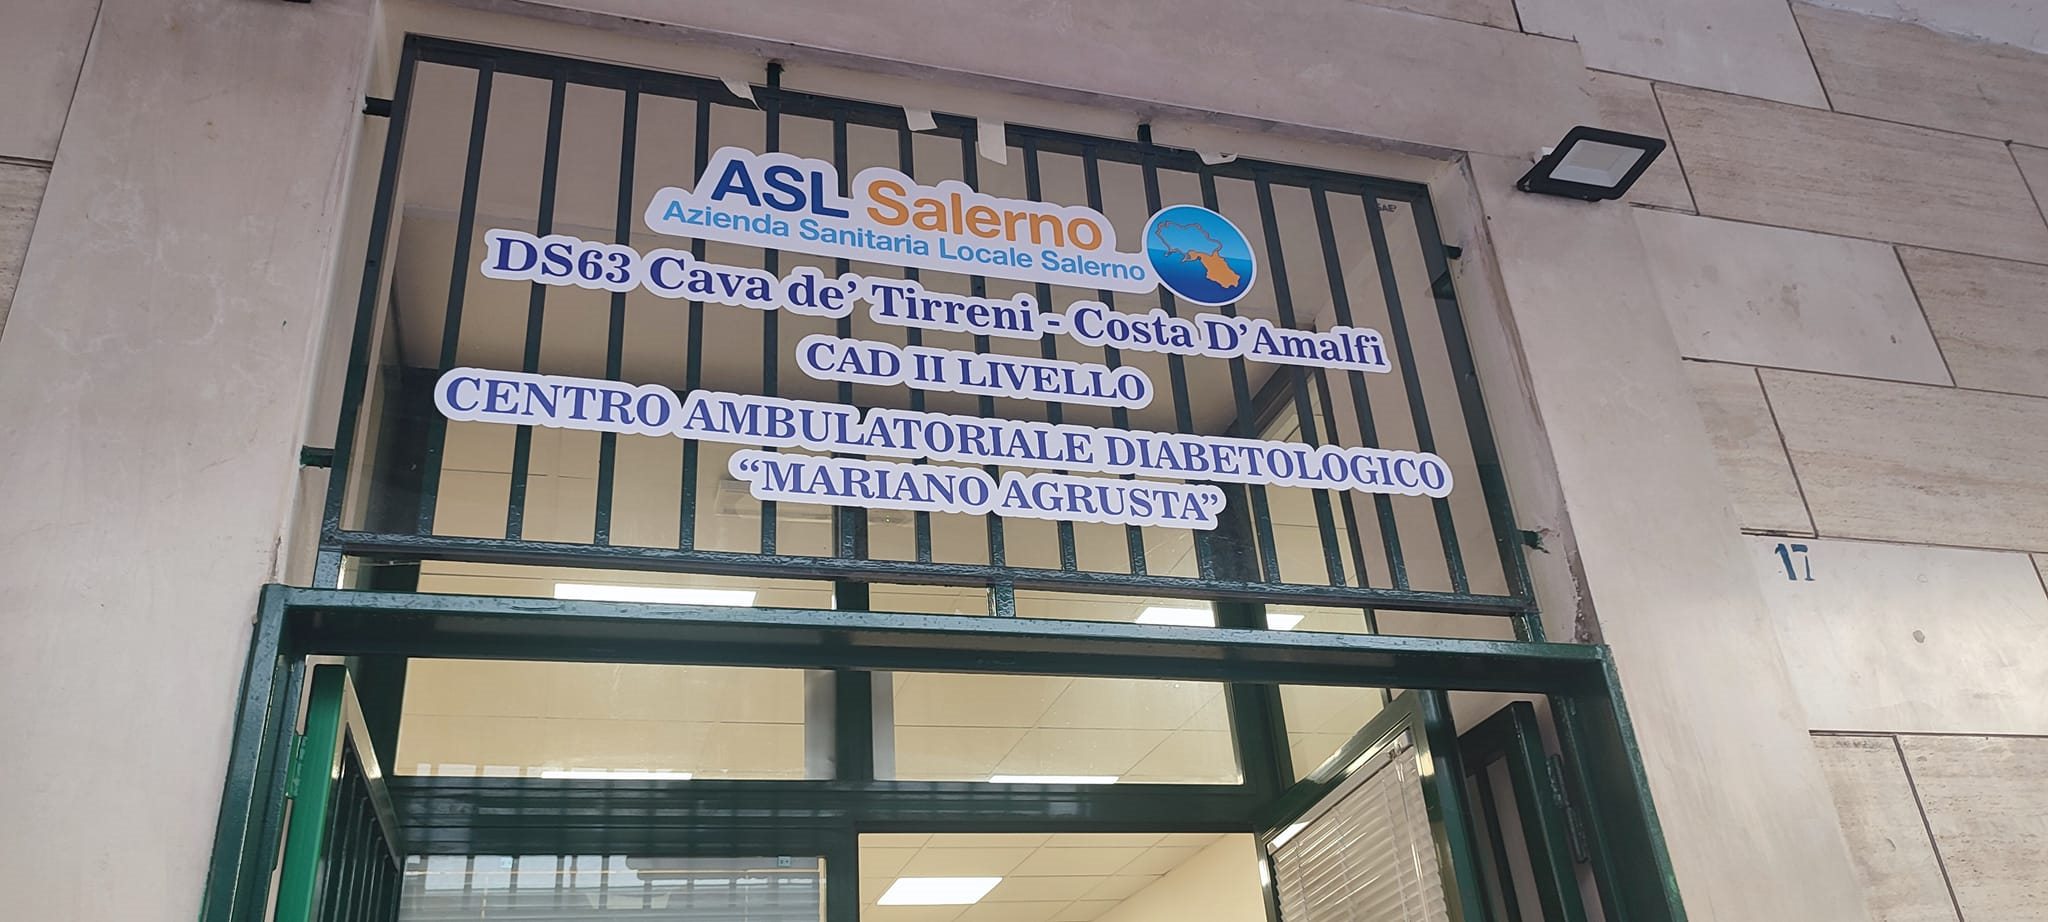 ASL Salerno
Azienda Sanitaria Locale Salerno
DS63 Cava de’ Tirreni - Costa D’Amalfi
CAD II LIVELLO
CENTRO AMBULATORIALE DIABETOLOGICO
“MARIANO AGRUSTA”
17